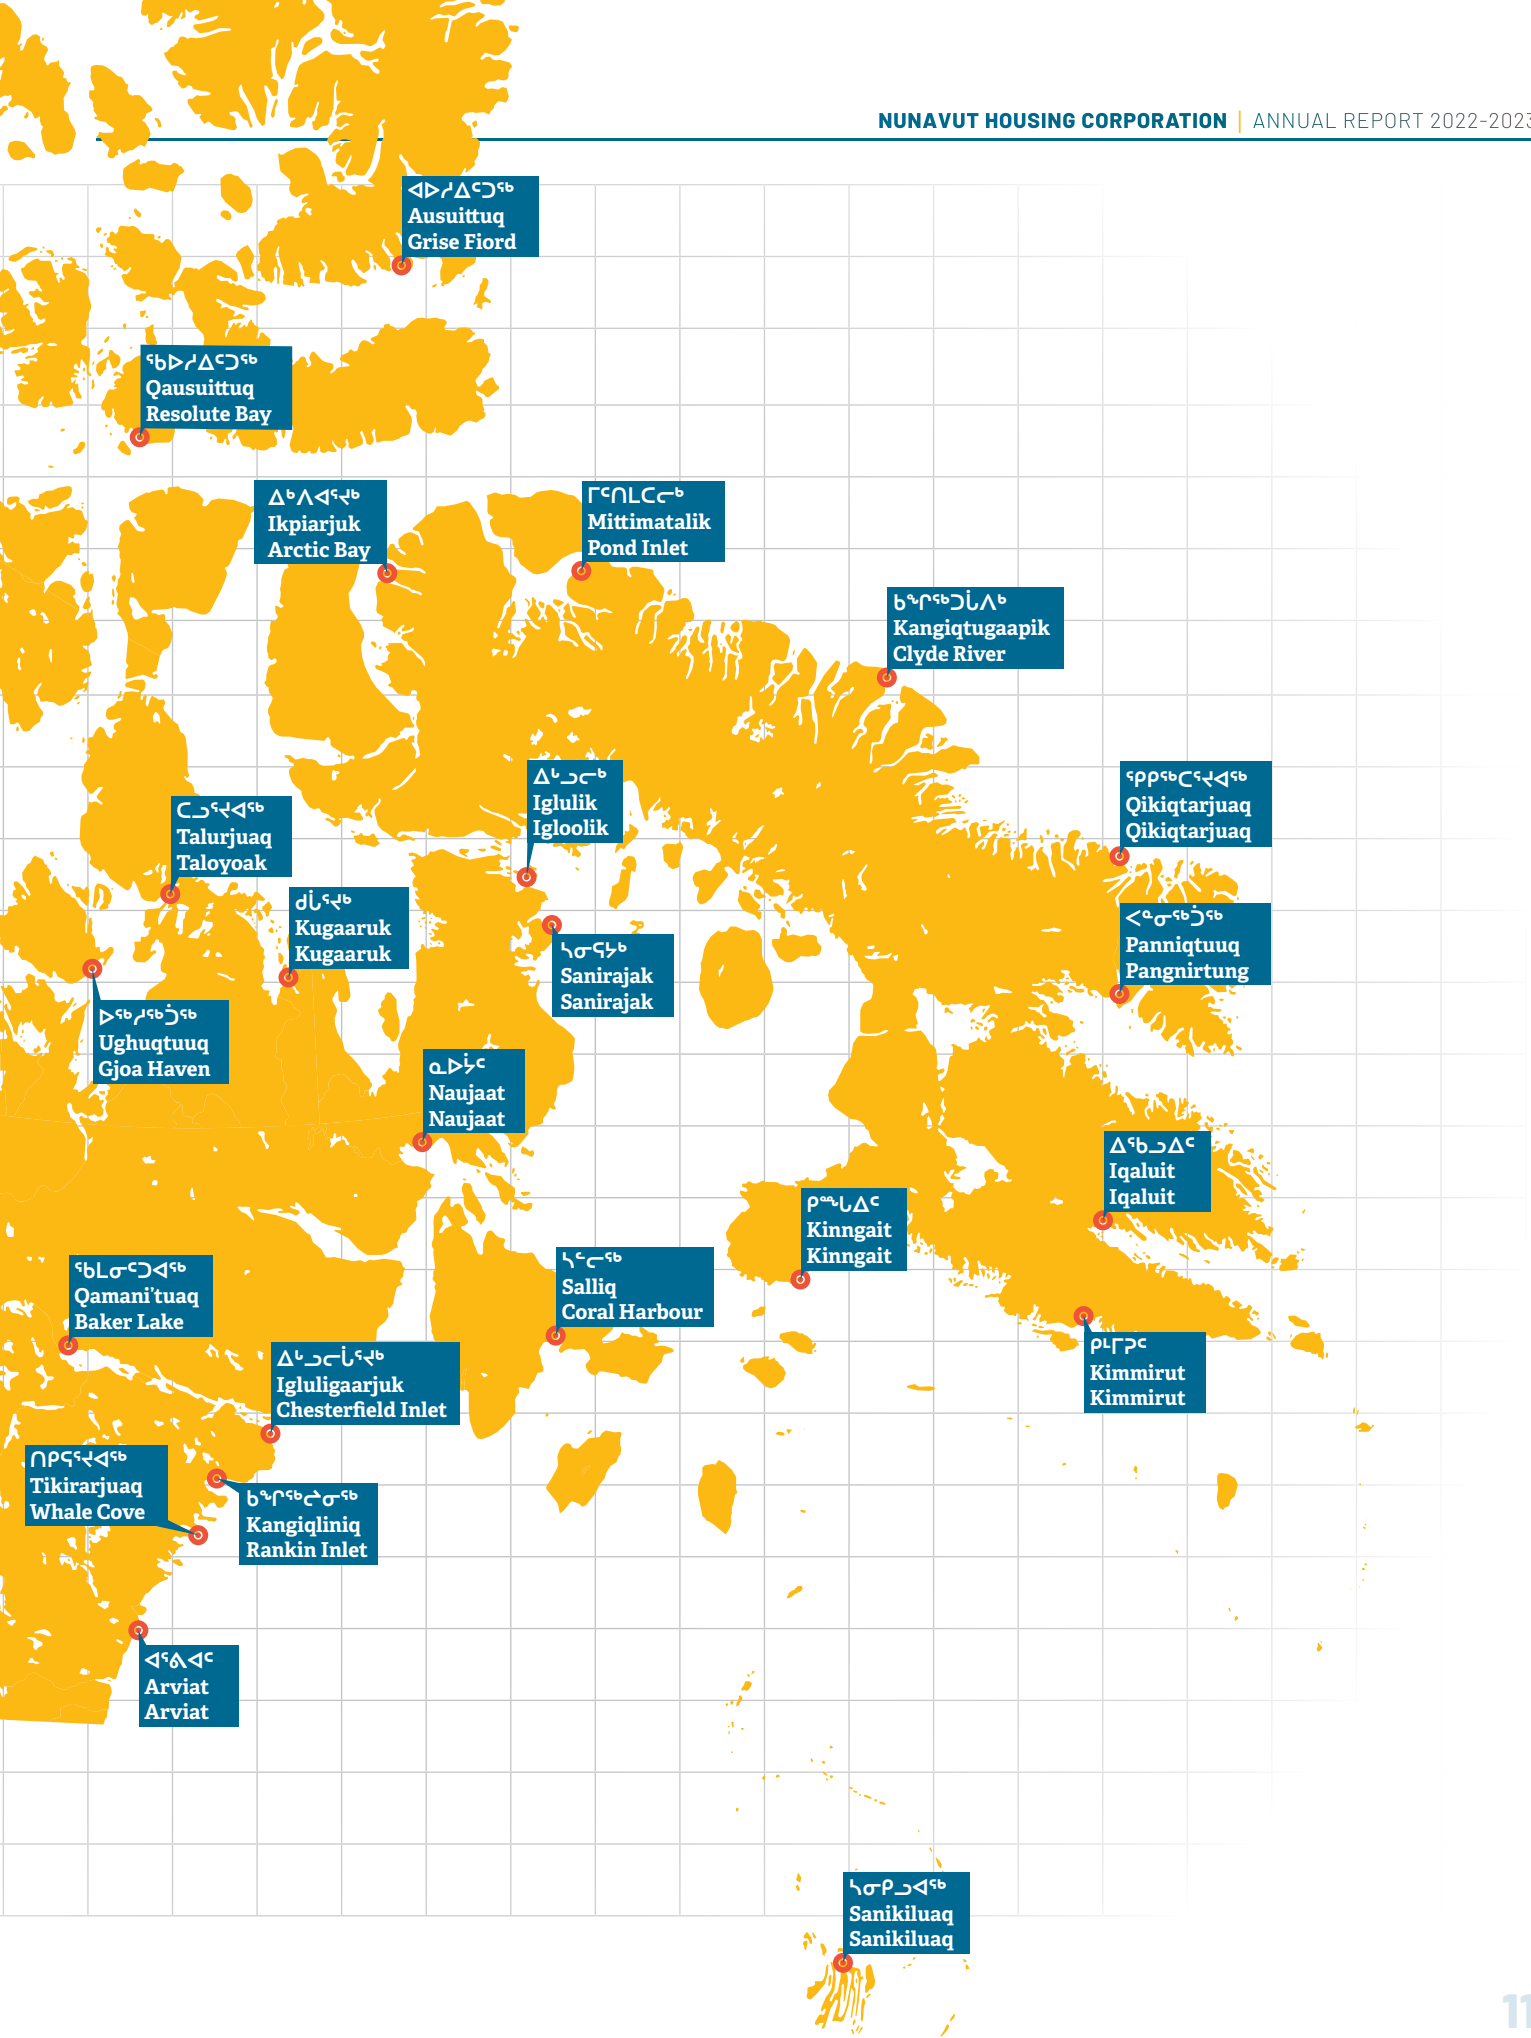 NUNAVUT HOUSING CORPORATION | ANNUAL REPORT 2022-2023
ᐊᐅᓱᐃᑦᑐᖅ
Ausuittuq
Grise Fiord
ᖃᐅᓱᐃᑦᑐᖅ
Qausuittuq
Resolute Bay
ᐃᒃᐱᐊᕐᔪᒃ
Ikpiarjuk
Arctic Bay
ᒥᑦᑎᒪᑕᓕᒃ
Mittimatalik
Pond Inlet
ᑲᖏᖅᑐᒑᐱᒃ
Kangiqtugaapik
Clyde River
ᐃᒡᓗᓕᒃ
Iglulik
Igloolik
ᕿᑭᖅᑕᕐᔪᐊᖅ
Qikiqtarjuaq
Qikiqtarjuaq
ᑕᓗᕐᔪᐊᖅ
Talurjuaq
Taloyoak
ᑰᒑᕐᔪᒃ
Kugaaruk
Kugaaruk
ᐸᓐᓂᖅᑑᖅ
Panniqtuuq
Pangnirtung
ᓴᓂᕋᔭᒃ
Sanirajak
Sanirajak
ᐅᖅᓱᖅᑑᖅ
Ughuqtuuq
Gjoa Haven
ᓇᐅᔮᑦ
Naujaat
Naujaat
ᐃᖃᓗᐃᑦ
Iqaluit
Iqaluit
ᑭᙵᐃᑦ
Kinngait
Kinngait
ᓴᓪᓕᖅ
Salliq
Coral Harbour
ᖃᒪᓂᑦᑐᐊᖅ
Qamani'tuaq
Baker Lake
ᑭᒻᒥᕈᑦ
Kimmirut
Kimmirut
ᐃᒡᓗᓕᒑᕐᔪᒃ
Igluligaarjuk
Chesterfield Inlet
ᑎᑭᕋᕐᔪᐊᖅ
Tikirarjuaq
Whale Cove
ᑲᖏᖅᖠᓂᖅ
Kangiqliniq
Rankin Inlet
ᐊᕐᕕᐊᑦ
Arviat
Arviat
ᓴᓂᑭᓗᐊᖅ
Sanikiluaq
Sanikiluaq
11